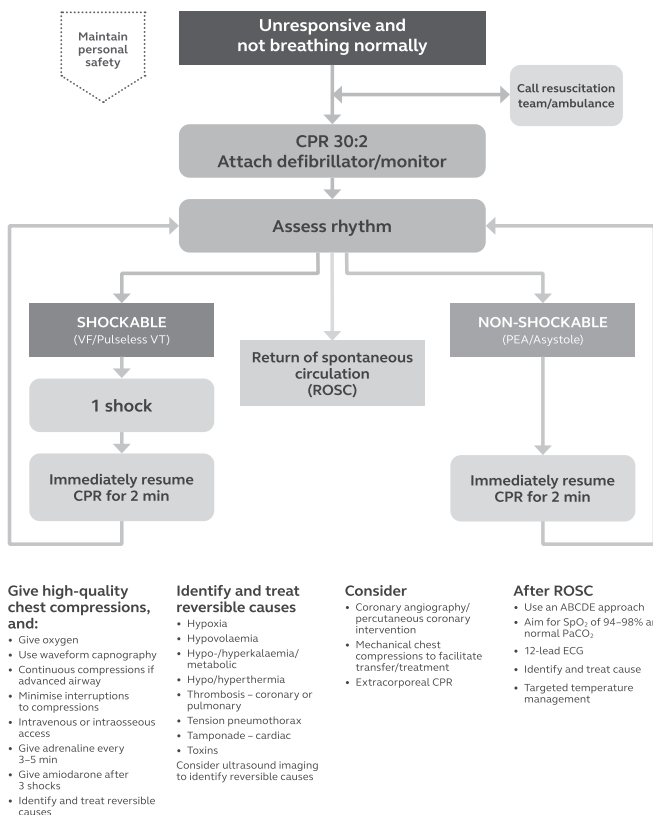 Maintain
personal
safety
Unresponsive and
not breathing normally
Call resuscitation
team/ambulance
CPR 30:2
Attach defibrillator/monitor
Assess rhythm
SHOCKABLE
(VF/Pulseless VT)
NON-SHOCKABLE
(PEA/Asystole)
Return of spontaneous
circulation
(ROSC)
1 shock
Immediately resume
CPR for 2 min
Immediately resume
CPR for 2 min
Give high-quality
chest compressions,
and:
• Give oxygen
• Use waveform capnography
• Continuous compressions if
advanced airway
• Minimise interruptions
to compressions
• Intravenous or intraosseous
access
• Give adrenaline every
3–5 min
• Give amiodarone after
3 shocks
• Identify and treat reversible
causes
Identify and treat
reversible causes
• Hypoxia
• Hypovolaemia
• Hypo-/hyperkalaemia/
metabolic
• Hypo/hyperthermia
• Thrombosis – coronary or
pulmonary
• Tension pneumothorax
• Tamponade – cardiac
• Toxins
Consider ultrasound imaging
to identify reversible causes
Consider
• Coronary angiography/
percutaneous coronary
intervention
• Mechanical chest
compressions to facilitate
transfer/treatment
• Extracorporeal CPR
After ROSC
• Use an ABCDE approach
• Aim for SpO₂ of 94–98%
normal PaCO₂
• 12-lead ECG
• Identify and treat cause
• Targeted temperature
management